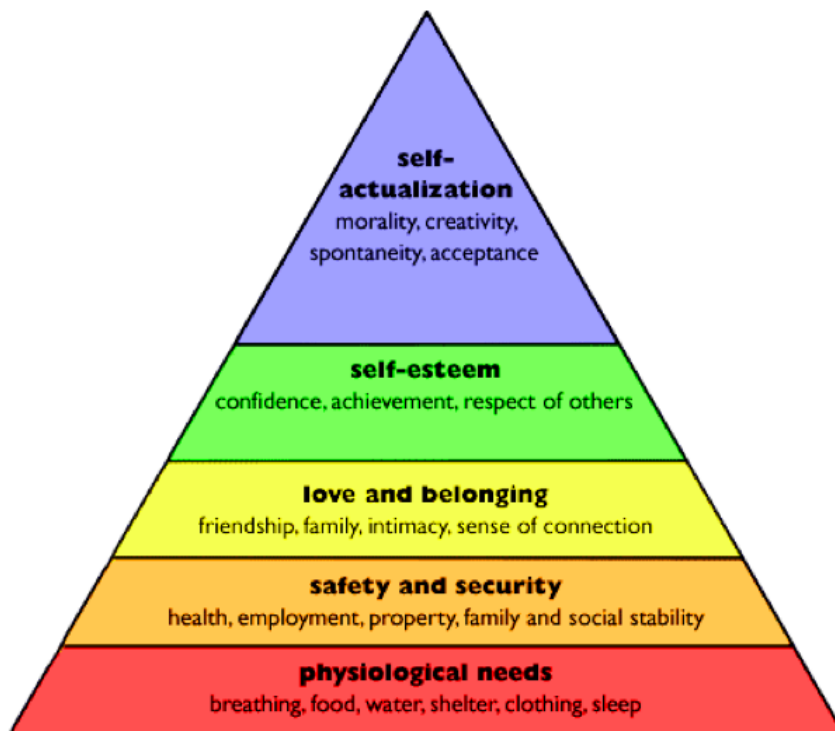 self-
actualization
morality, creativity,
spontaneity, acceptance
self-esteem
confidence, achievement, respect of others
love and belonging
friendship, family, intimacy, sense of connection
safety and security
health, employment, property, family and social stability
physiological needs
breathing, food, water, shelter, clothing, sleep